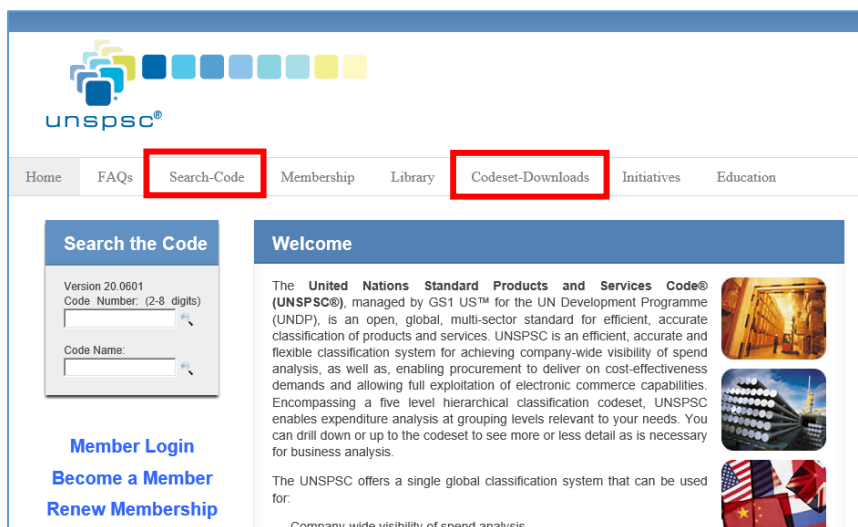 unspsc®
Home FAQs Search-Code Membership Library Codeset-Downloads Initiatives Education
Search the Code
Version 20.0601
Code Number: (2-8 digits)
Code Name:
Member Login
Become a Member
Renew Membership
Welcome
The United Nations Standard Products and Services Code®
(UNSPSC®), managed by GS1 US™ for the UN Development Programme
(UNDP), is an open, global, multi-sector standard for efficient, accurate
classification of products and services. UNSPSC is an efficient, accurate and
flexible classification system for achieving company-wide visibility of spend
analysis, as well as, enabling procurement to deliver on cost-effectiveness
demands and allowing full exploitation of electronic commerce capabilities.
Encompassing a five level hierarchical classification codeset, UNSPSC
enables expenditure analysis at grouping levels relevant to your needs. You
can drill down or up to the codeset to see more or less detail as is necessary
for business analysis.
The UNSPSC offers a single global classification system that can be used
for:
Company-wide visibility of spend analysis